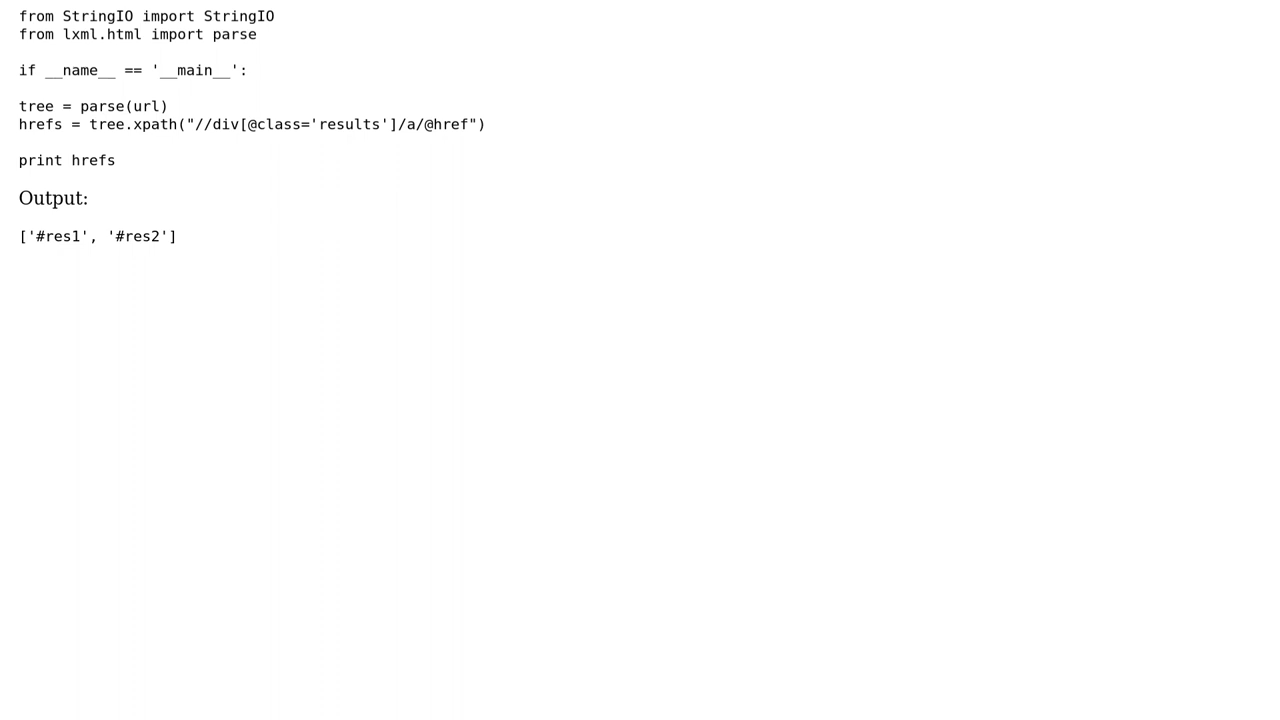 from StringIO import StringIO
from lxml.html import parse
if __name__ == '__main__':
tree = parse(url)
hrefs = tree.xpath("//div[@class='results']/a/@href")
print hrefs
Output:
['#res1', '#res2']